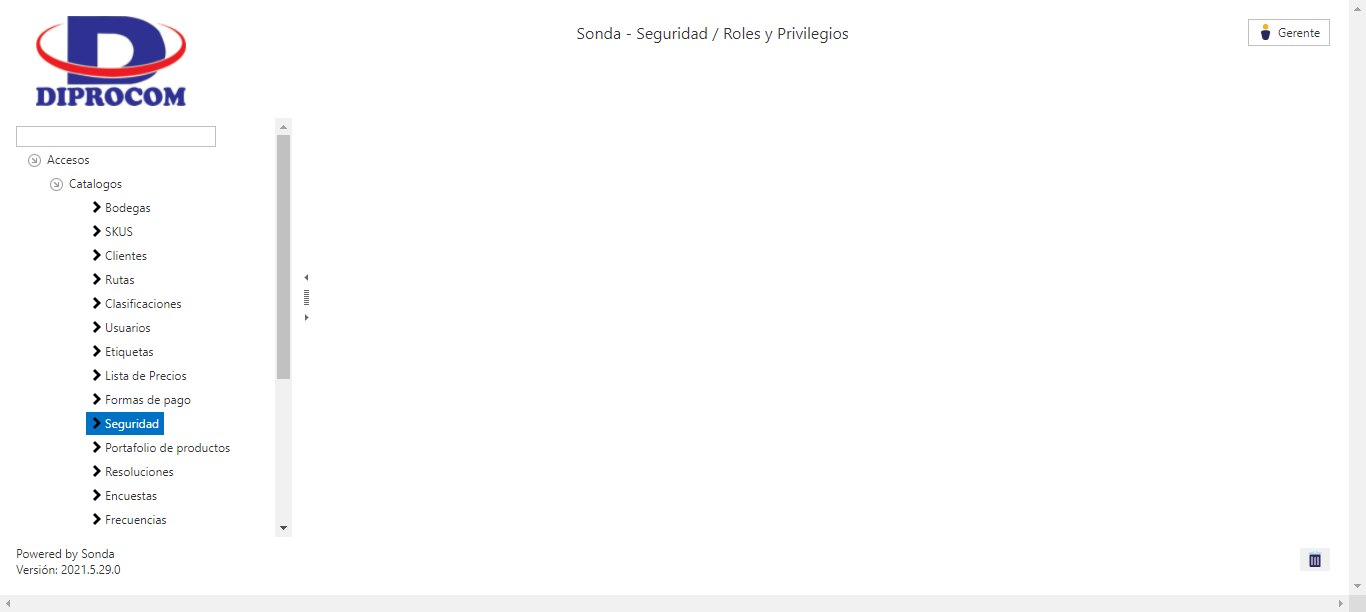 DIPROCOM
Sonda - Seguridad / Roles y Privilegios
Gerente
Accesos
Catalogos
Bodegas
SKUS
Clientes
Rutas
Clasificaciones
Usuarios
Etiquetas
Lista de Precios
Formas de pago
Seguridad
Portafolio de productos
Resoluciones
Encuestas
Frecuencias
Powered by Sonda
Versión: 2021.5.29.0